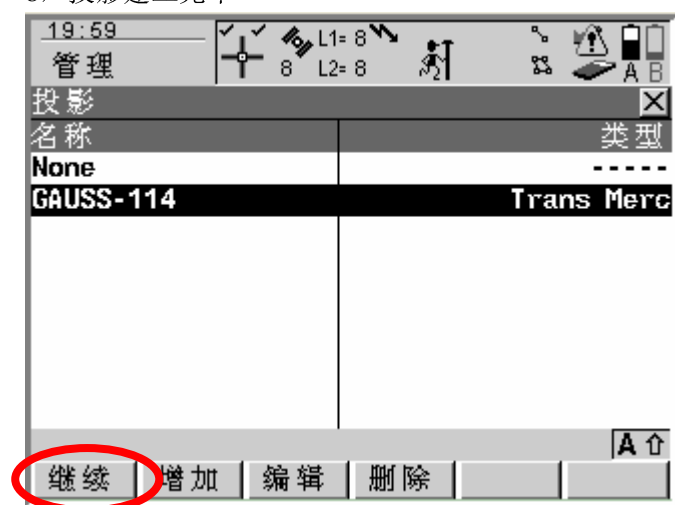 19:59
管理
L1= 8
8 L2= 8
A B
投影
名称 类型
None -----
GAUSS-114 Trans Merc
A
继续 增加 编辑 删除